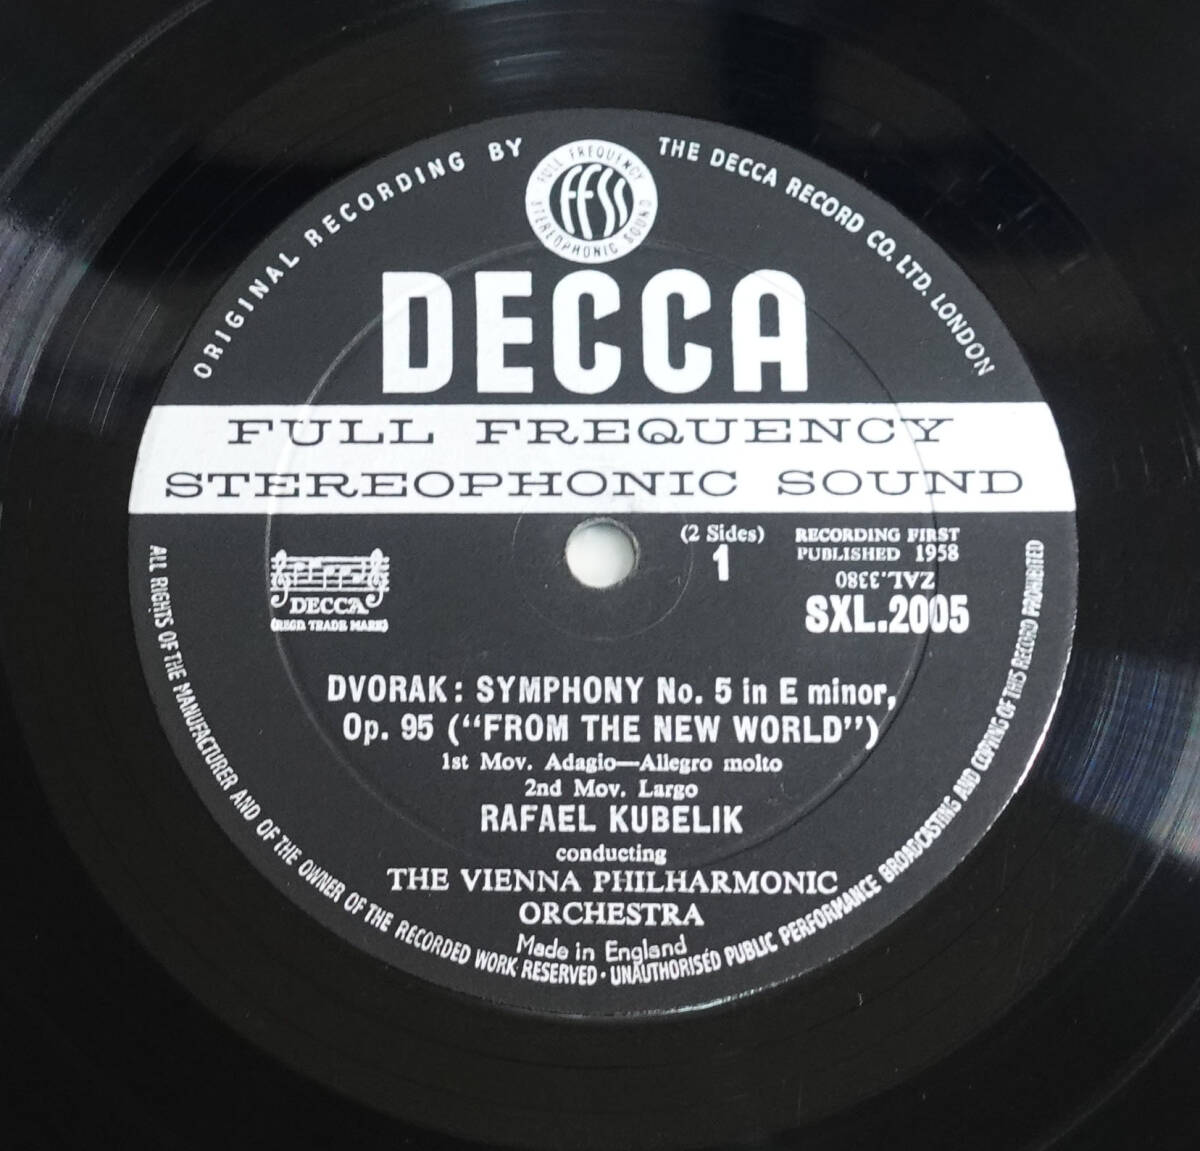 ORIGINAL RECORDING BY
FULL FREQUENCY
FFSS
STEREOPHONIC SOUND
THE DECCA RECORD CO. LTD. LONDON
DECCA
FULL FREQUENCY
STEREOPHONIC SOUND
(2 Sides)
1
RECORDING FIRST
PUBLISHED 1958
ZAL.3380
SXL.2005
DECCA
(REGD. TRADE MARK)
DVORAK: SYMPHONY No. 5 in E minor,
Op. 95 ("FROM THE NEW WORLD")
1st Mov. Adagio—Allegro molto
2nd Mov. Largo
RAFAEL KUBELIK
conducting
THE VIENNA PHILHARMONIC
ORCHESTRA
Made in England
ALL RIGHTS OF THE MANUFACTURER AND OF THE OWNER OF THE RECORDED WORK RESERVED · UNAUTHORISED PUBLIC PERFORMANCE BROADCASTING AND COPYING OF THIS RECORD PROHIBITED